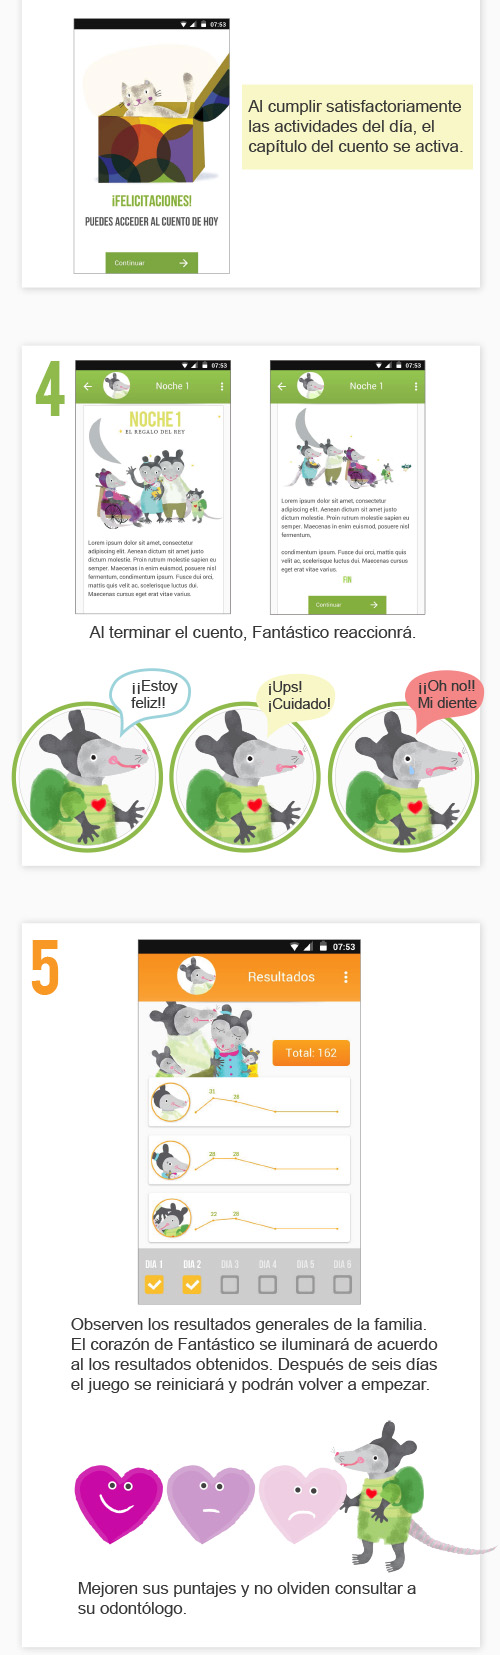 07:53
¡FELICITACIONES!
PUEDES ACCEDER AL CUENTO DE HOY
Continuar
Al cumplir satisfactoriamente
las actividades del día, el
capítulo del cuento se activa.
4
07:53
Noche 1
NOCHE 1
EL REGALO DEL REY
Lorem ipsum dolor sit amet, consectetur
adipiscing elit. Aenean dictum sit amet justo
dictum molestie. Proin rutrum molestie sapien eu
semper. Maecenas in enim euismod, posuere nisl
fermentum, condimentum ipsum. Fusce dui orci,
mattis quis velit ac, scelerisque luctus dui.
Maecenas cursus eget erat vitae varius.
07:53
Noche 1
Lorem ipsum dolor sit amet, consectetur
adipiscing elit. Aenean dictum sit amet justo
dictum molestie. Proin rutrum molestie sapien eu
semper. Maecenas in enim euismod, posuere nisl
fermentum,
condimentum ipsum. Fusce dui orci, mattis quis
velit ac, scelerisque luctus dui. Maecenas cursus
eget erat vitae varius.
FIN
Continuar
Al terminar el cuento, Fantástico reaccionrá.
¡¡Estoy
feliz!!
¡Ups!
¡Cuidado!
¡¡Oh no!!
Mi diente
5
07:53
Resultados
Total: 162
31
28
28
28
22
28
DIA 1
DIA 2
DIA 3
DIA 4
DIA 5
DIA 6
Observen los resultados generales de la familia.
El corazón de Fantástico se iluminará de acuerdo
al los resultados obtenidos. Después de seis días
el juego se reiniciará y podrán volver a empezar.
Mejoren sus puntajes y no olviden consultar a
su odontólogo.